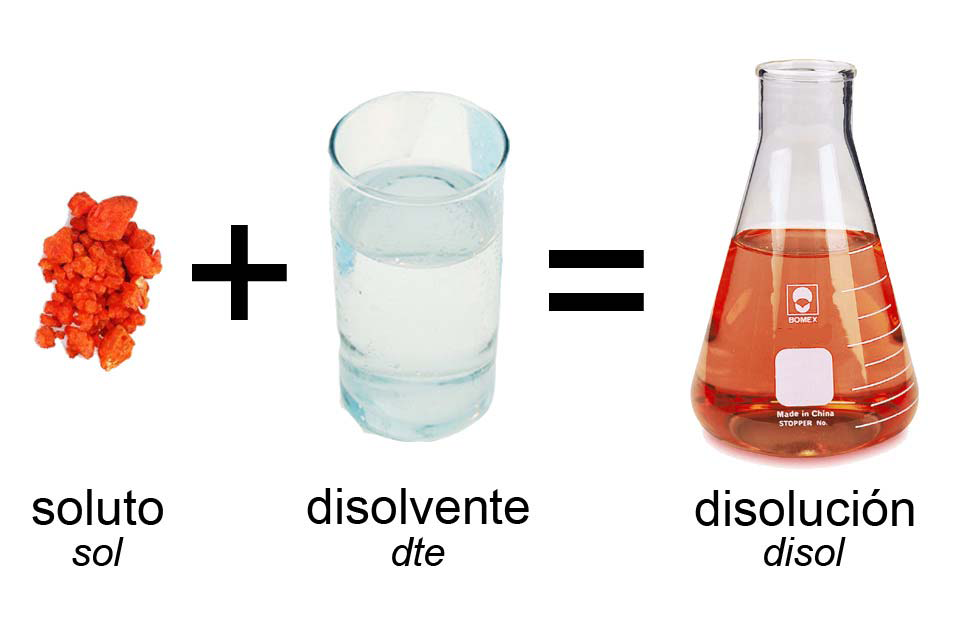 +
=
BOMEX
Made in China
STOPPER No.
soluto
sol
disolvente
dte
disolución
disol